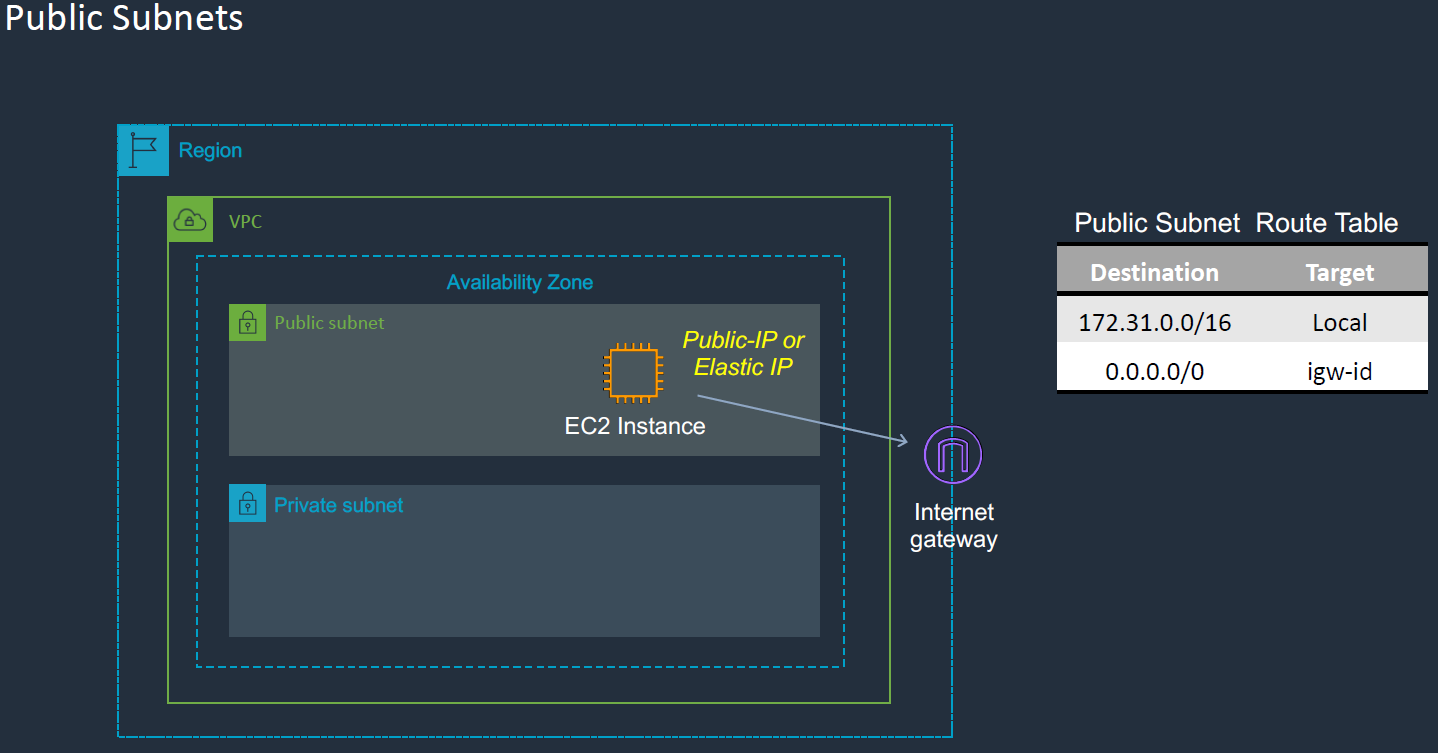 Public Subnets
Region
VPC
Availability Zone
Public subnet
Public-IP or
Elastic IP
EC2 Instance
Private subnet
Internet
gateway
Public Subnet Route Table
Destination Target
172.31.0.0/16 Local
0.0.0.0/0 igw-id